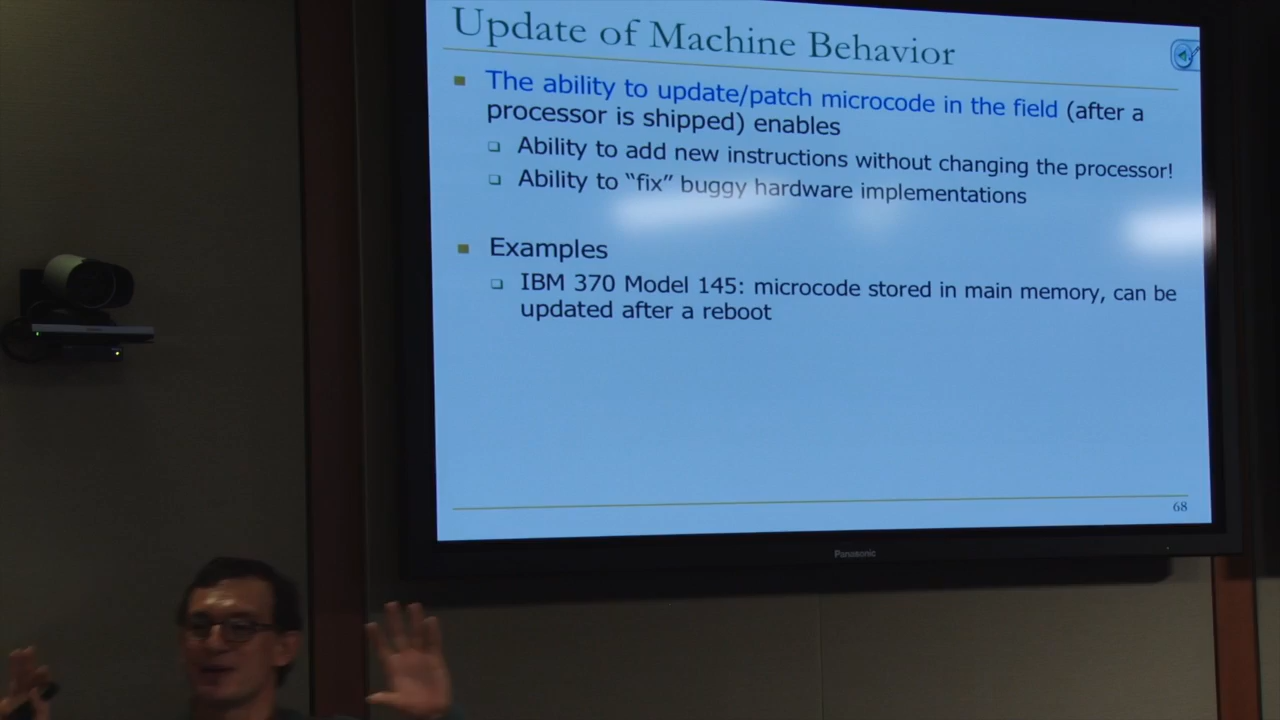 Update of Machine Behavior
The ability to update/patch microcode in the field (after a
processor is shipped) enables
Ability to add new instructions without changing the processor!
Ability to “fix” buggy hardware implementations
Examples
IBM 370 Model 145: microcode stored in main memory, can be
updated after a reboot
68
Panasonic